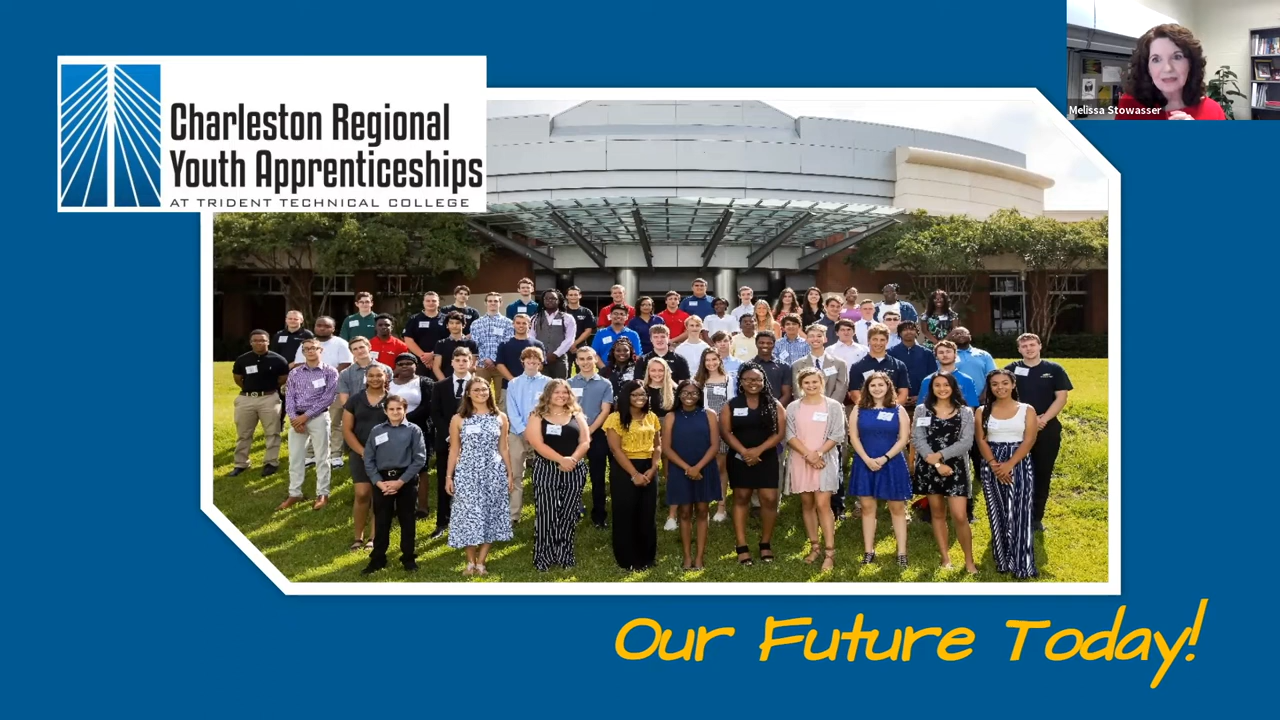 Charleston Regional
Youth Apprenticeships
AT TRIDENT TECHNICAL COLLEGE
Melissa Stowasser
Our Future Today!